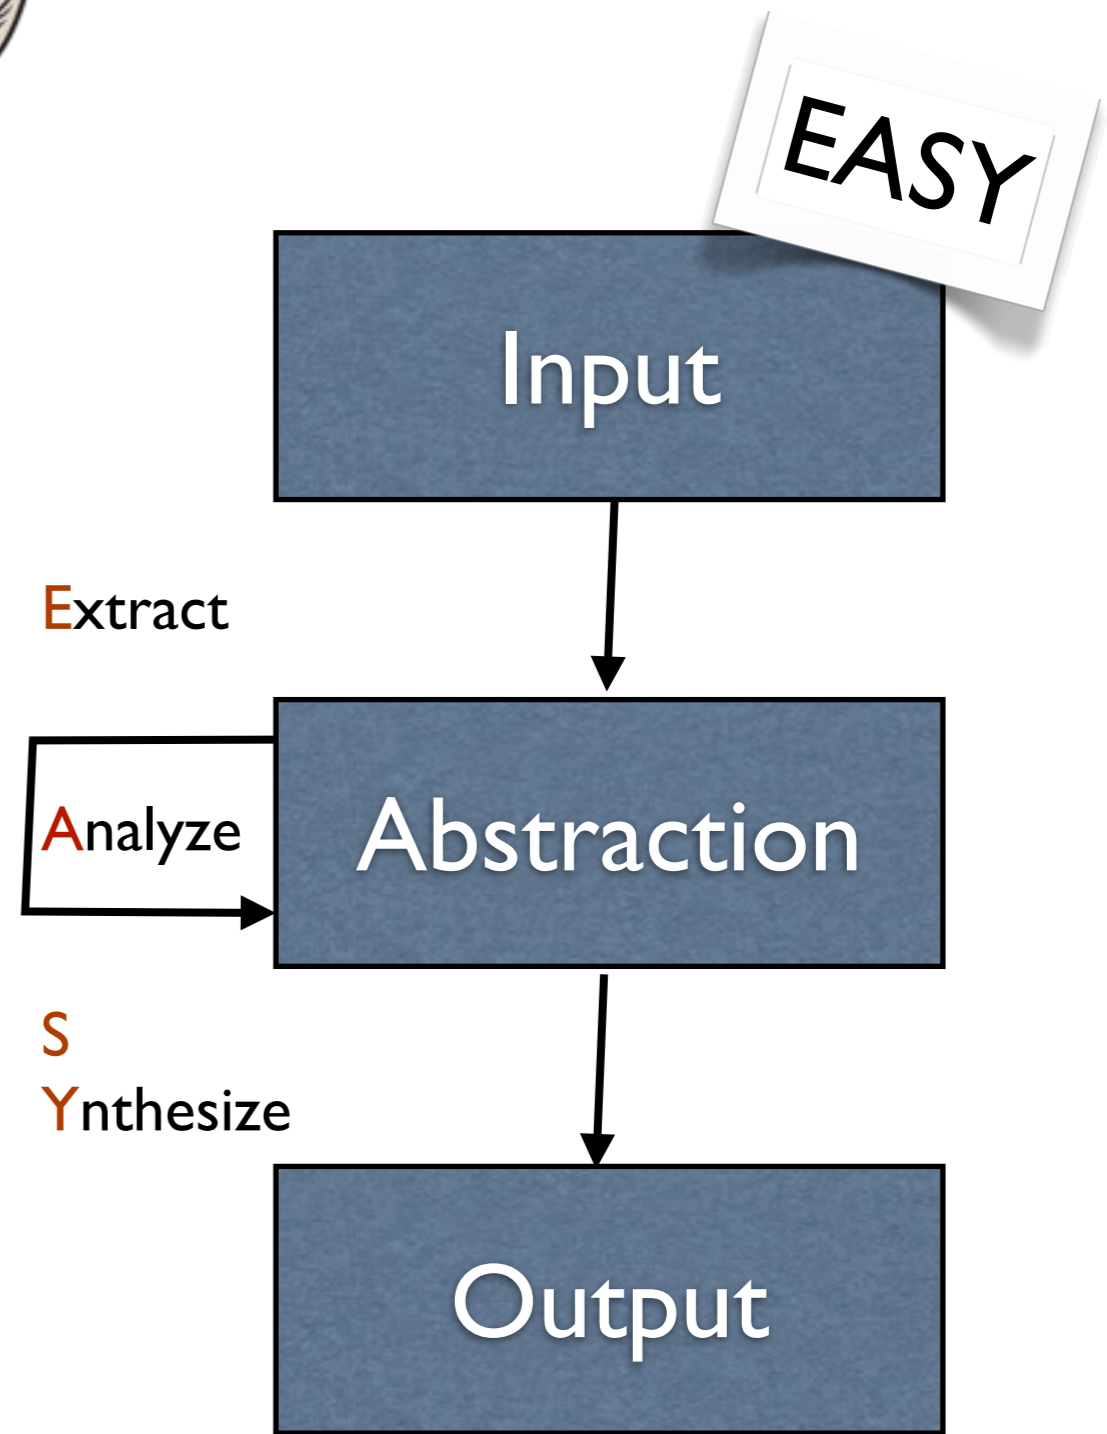 EASY
Input
Extract
Analyze
Abstraction
S
Ynthesize
Output